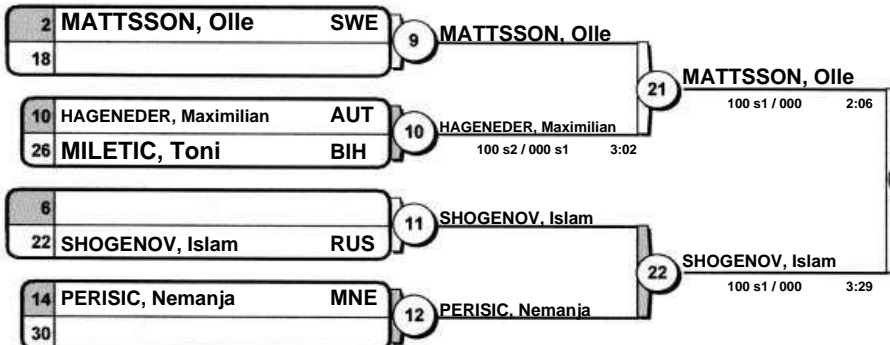 2 MATTSSON, Olle SWE
18
9
MATTSSON, Olle
10 HAGENEDER, Maximilian AUT
26 MILETIC, Toni BIH
10
HAGENEDER, Maximilian
100 s2 / 000 s1 3:02
21
MATTSSON, Olle
100 s1 / 000 2:06
6
22 SHOGENOV, Islam RUS
11
SHOGENOV, Islam
14 PERISIC, Nemanja MNE
30
12
PERISIC, Nemanja
22
SHOGENOV, Islam
100 s1 / 000 3:29